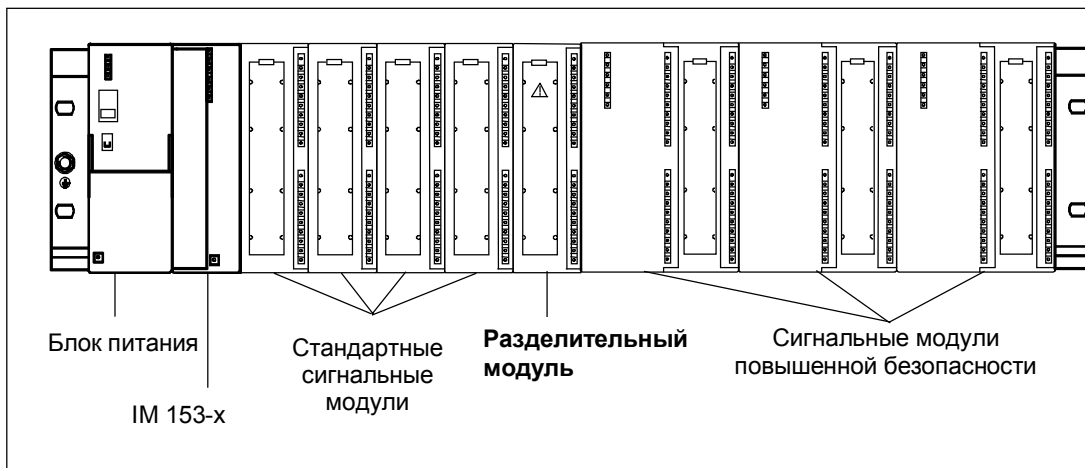 Блок питания
IM 153-x
Стандартные
сигнальные
модули
Разделительный
модуль
Сигнальные модули
повышенной безопасности